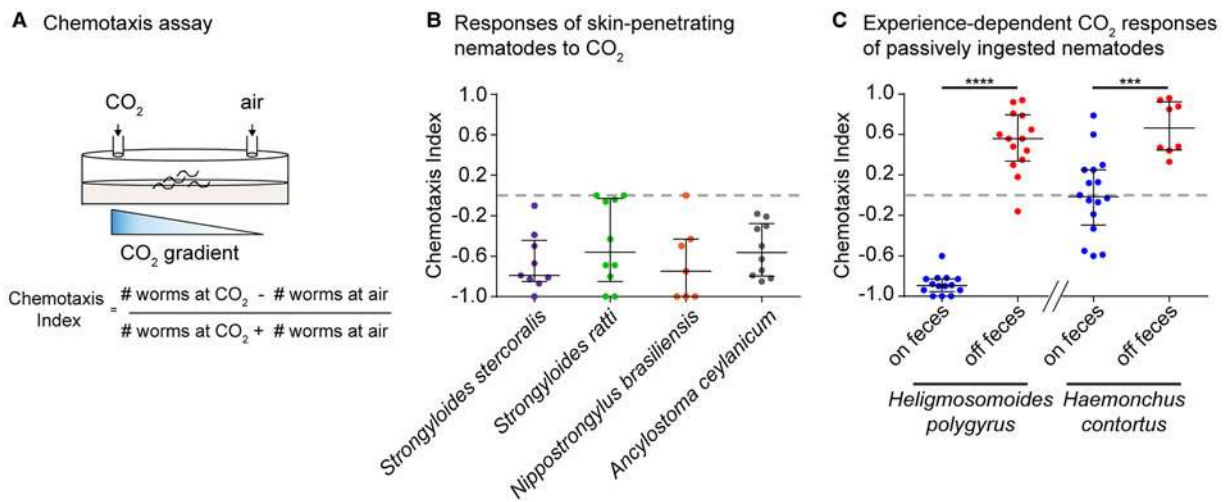 A Chemotaxis assay
CO2
air
CO2 gradient
Chemotaxis Index = # worms at CO2 - # worms at air
# worms at CO2 + # worms at air
B Responses of skin-penetrating
nematodes to CO2
Chemotaxis Index
1.0
0.6
0.2
-0.2
-0.6
-1.0
Strongyloides stercoralis
Strongyloides ratti
Nippostrongylus brasiliensis
Ancylostoma ceylanicum
C Experience-dependent CO2 responses
of passively ingested nematodes
**** ***
Chemotaxis Index
1.0
0.6
0.2
-0.2
-0.6
-1.0
on feces
off feces
on feces
off feces
Heligmosomoides
polygyrus
Haemonchus
contortus